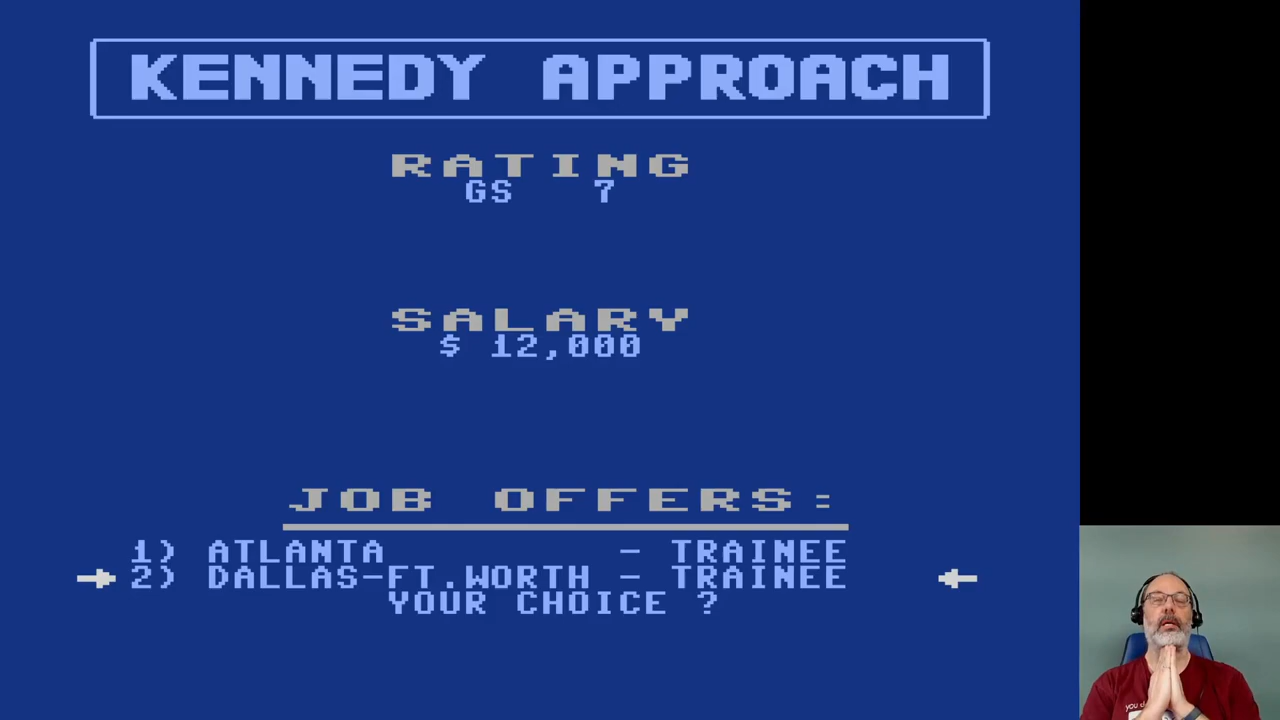 KENNEDY APPROACH
RATING
GS 7
SALARY
$ 12,000
JOB OFFERS:
1) ATLANTA - TRAINEE
2) DALLAS-FT.WORTH - TRAINEE
YOUR CHOICE ?
you d